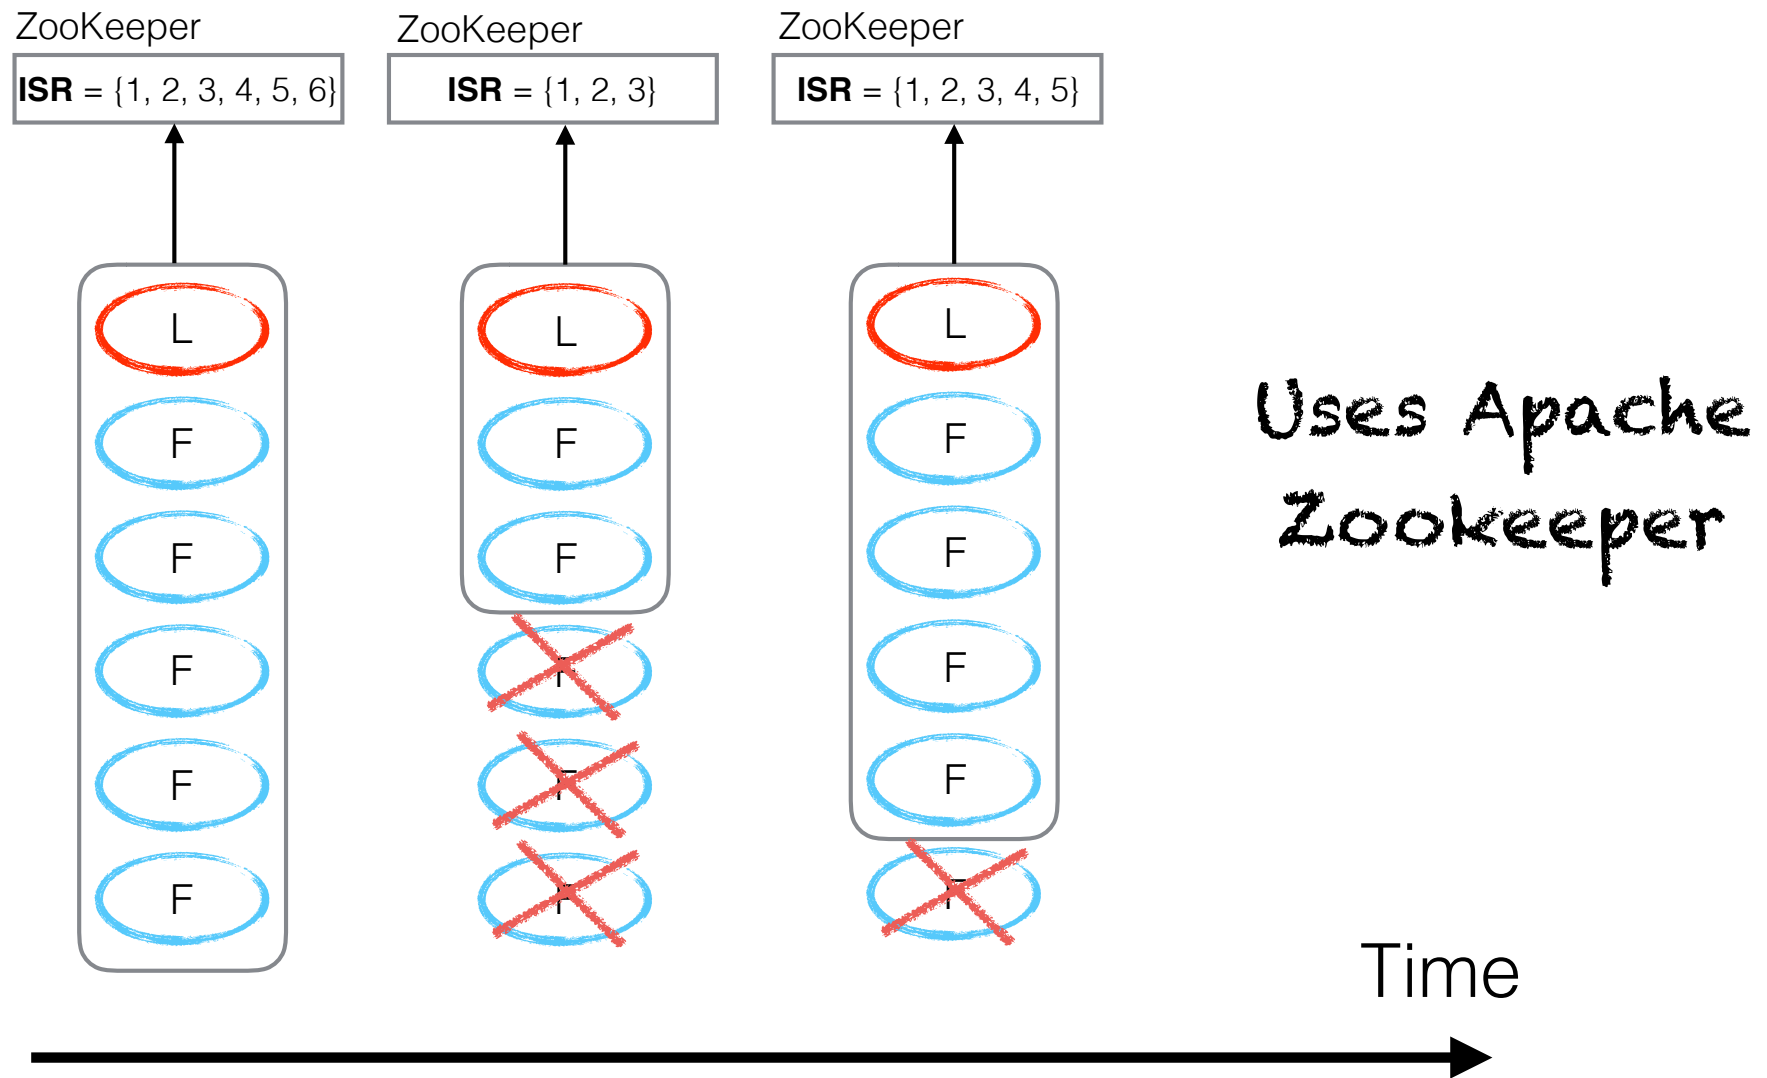 ZooKeeper
ISR = {1, 2, 3, 4, 5, 6}
L
F
F
F
F
F
ZooKeeper
ISR = {1, 2, 3}
L
F
F
F
F
F
ZooKeeper
ISR = {1, 2, 3, 4, 5}
L
F
F
F
F
F
Uses Apache
Zookeeper
Time